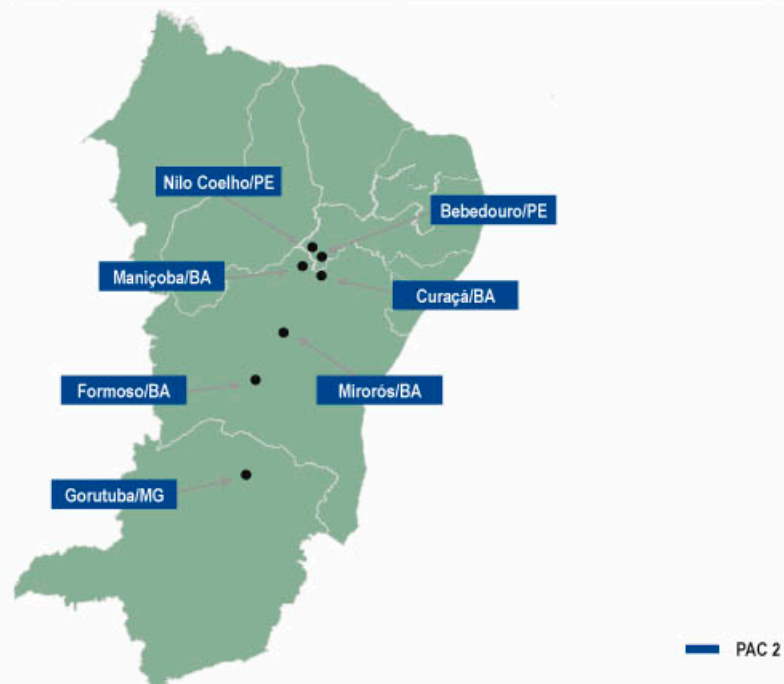 Nilo Coelho/PE
Bebedouro/PE
Maniçoba/BA
Curaçá/BA
Formoso/BA
Mirorós/BA
Gorutuba/MG
PAC 2